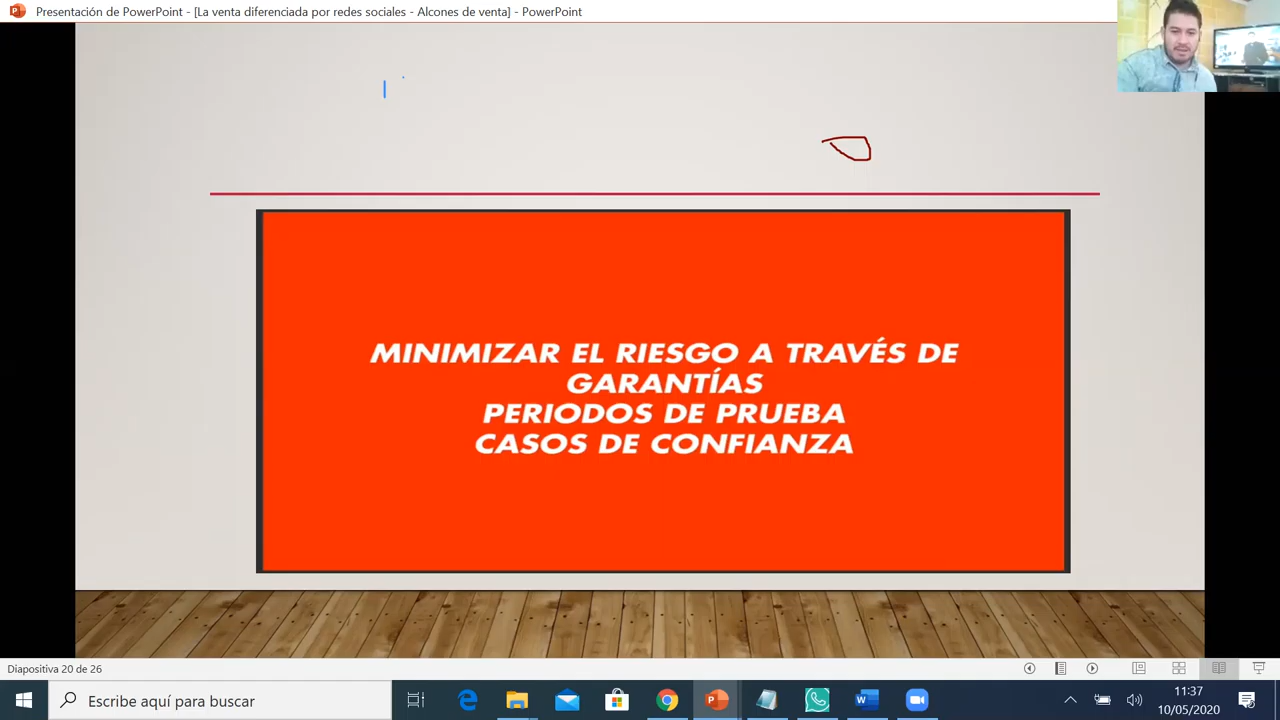 Presentación de PowerPoint - [La venta diferenciada por redes sociales - Alcones de venta] - PowerPoint
MINIMIZAR EL RIESGO A TRAVÉS DE
GARANTÍAS
PERIODOS DE PRUEBA
CASOS DE CONFIANZA
Diapositiva 20 de 26
Escribe aquí para buscar
11:37
10/05/2020